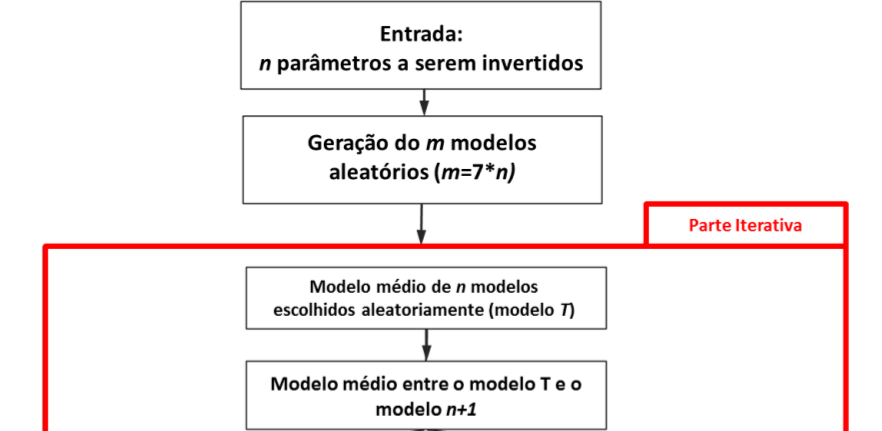 Entrada:
n parâmetros a serem invertidos
Geração do m modelos
aleatórios (m=7*n)
Parte Iterativa
Modelo médio de n modelos
escolhidos aleatoriamente (modelo T)
Modelo médio entre o modelo T e o
modelo n+1